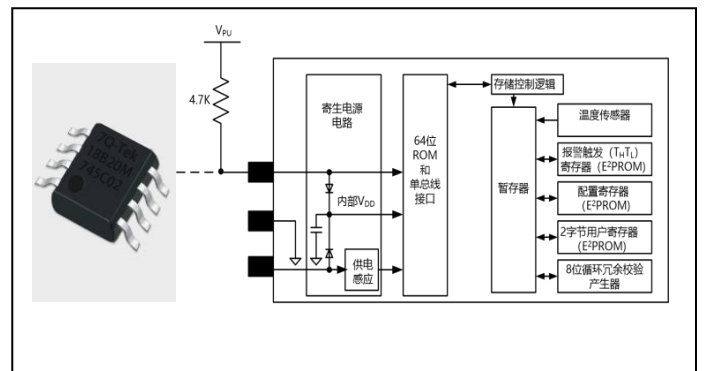 V_PU
4.7K
7Q-Tek
18B20M
745C02
寄生电源
电路
内部V_DD
供电
感应
64位
ROM
和
单总线
接口
存储控制逻辑
暂存器
温度传感器
报警触发（T_HT_L）
寄存器（E²PROM）
配置寄存器
（E²PROM）
2字节用户寄存器
（E²PROM）
8位循环冗余校验
产生器